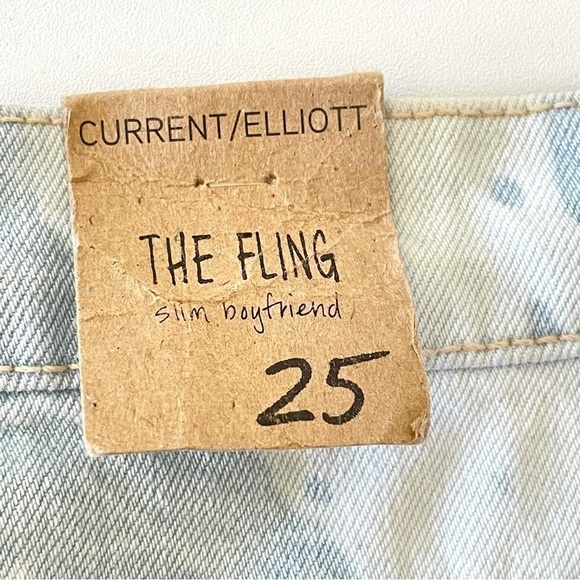 CURRENT/ELLIOTT
THE FLING
slim boyfriend
25